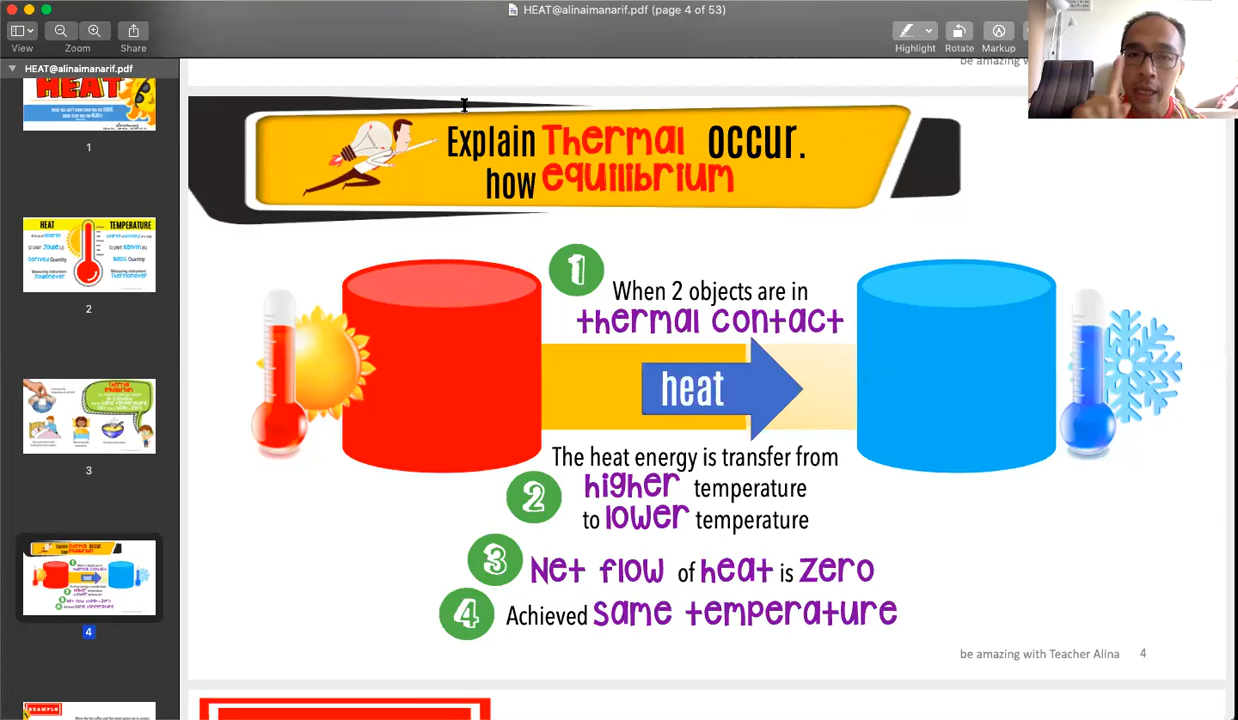 HEAT@alinaimanarif.pdf (page 4 of 53)
View
Zoom
Share
Highlight
Rotate
Markup
HEAT@alinaimanarif.pdf
HEAT
1
HEAT
TEMPERATURE
2
3
4
EXAMPLE
be amazing w
Explain Thermal occur.
how equilibrium
1
When 2 objects are in
thermal contact
heat
The heat energy is transfer from
2
higher temperature
to lower temperature
3 Net flow of heat is zero
4 Achieved same temperature
be amazing with Teacher Alina 4